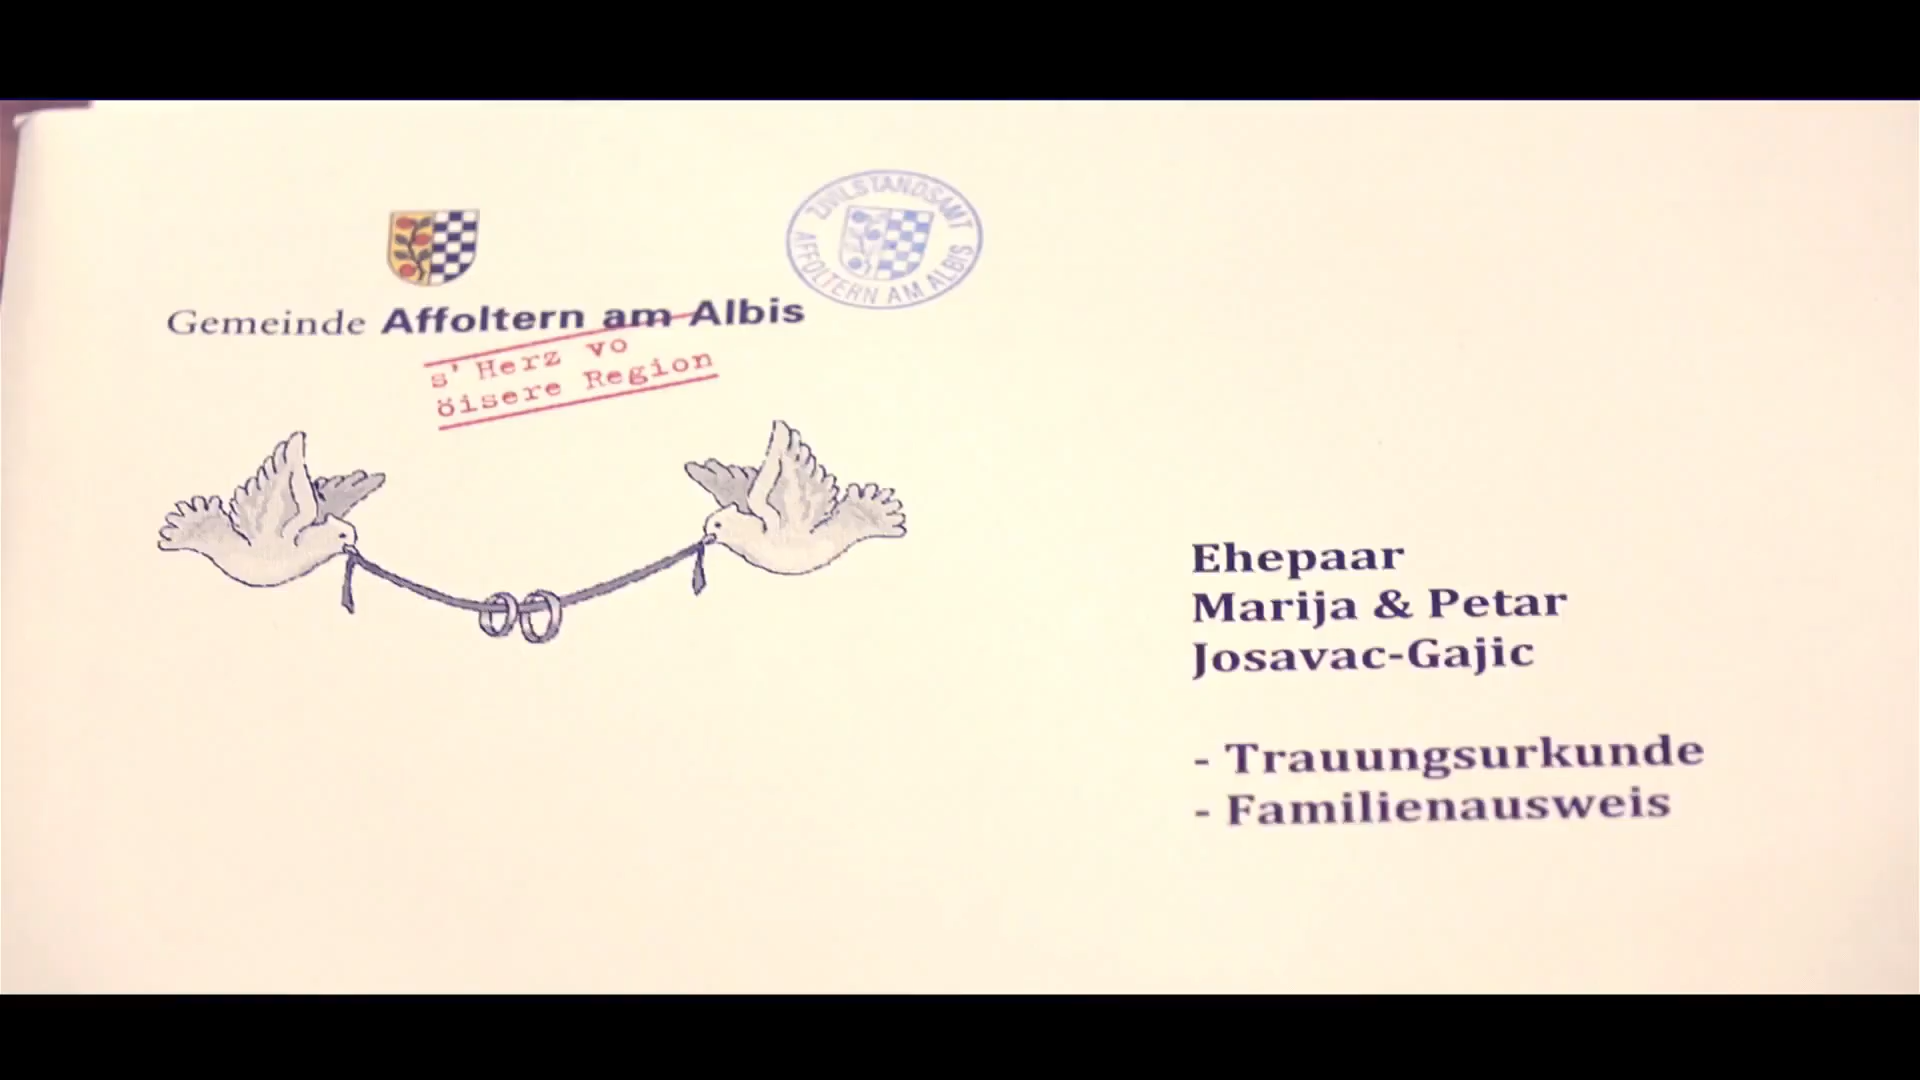 ZIVILSTANDSAMT
AFFOLTERN AM ALBIS
Gemeinde Affoltern am Albis
s' Herz vo
öisere Region
Ehepaar
Marija & Petar
Josavac-Gajic
- Trauungsurkunde
- Familienausweis